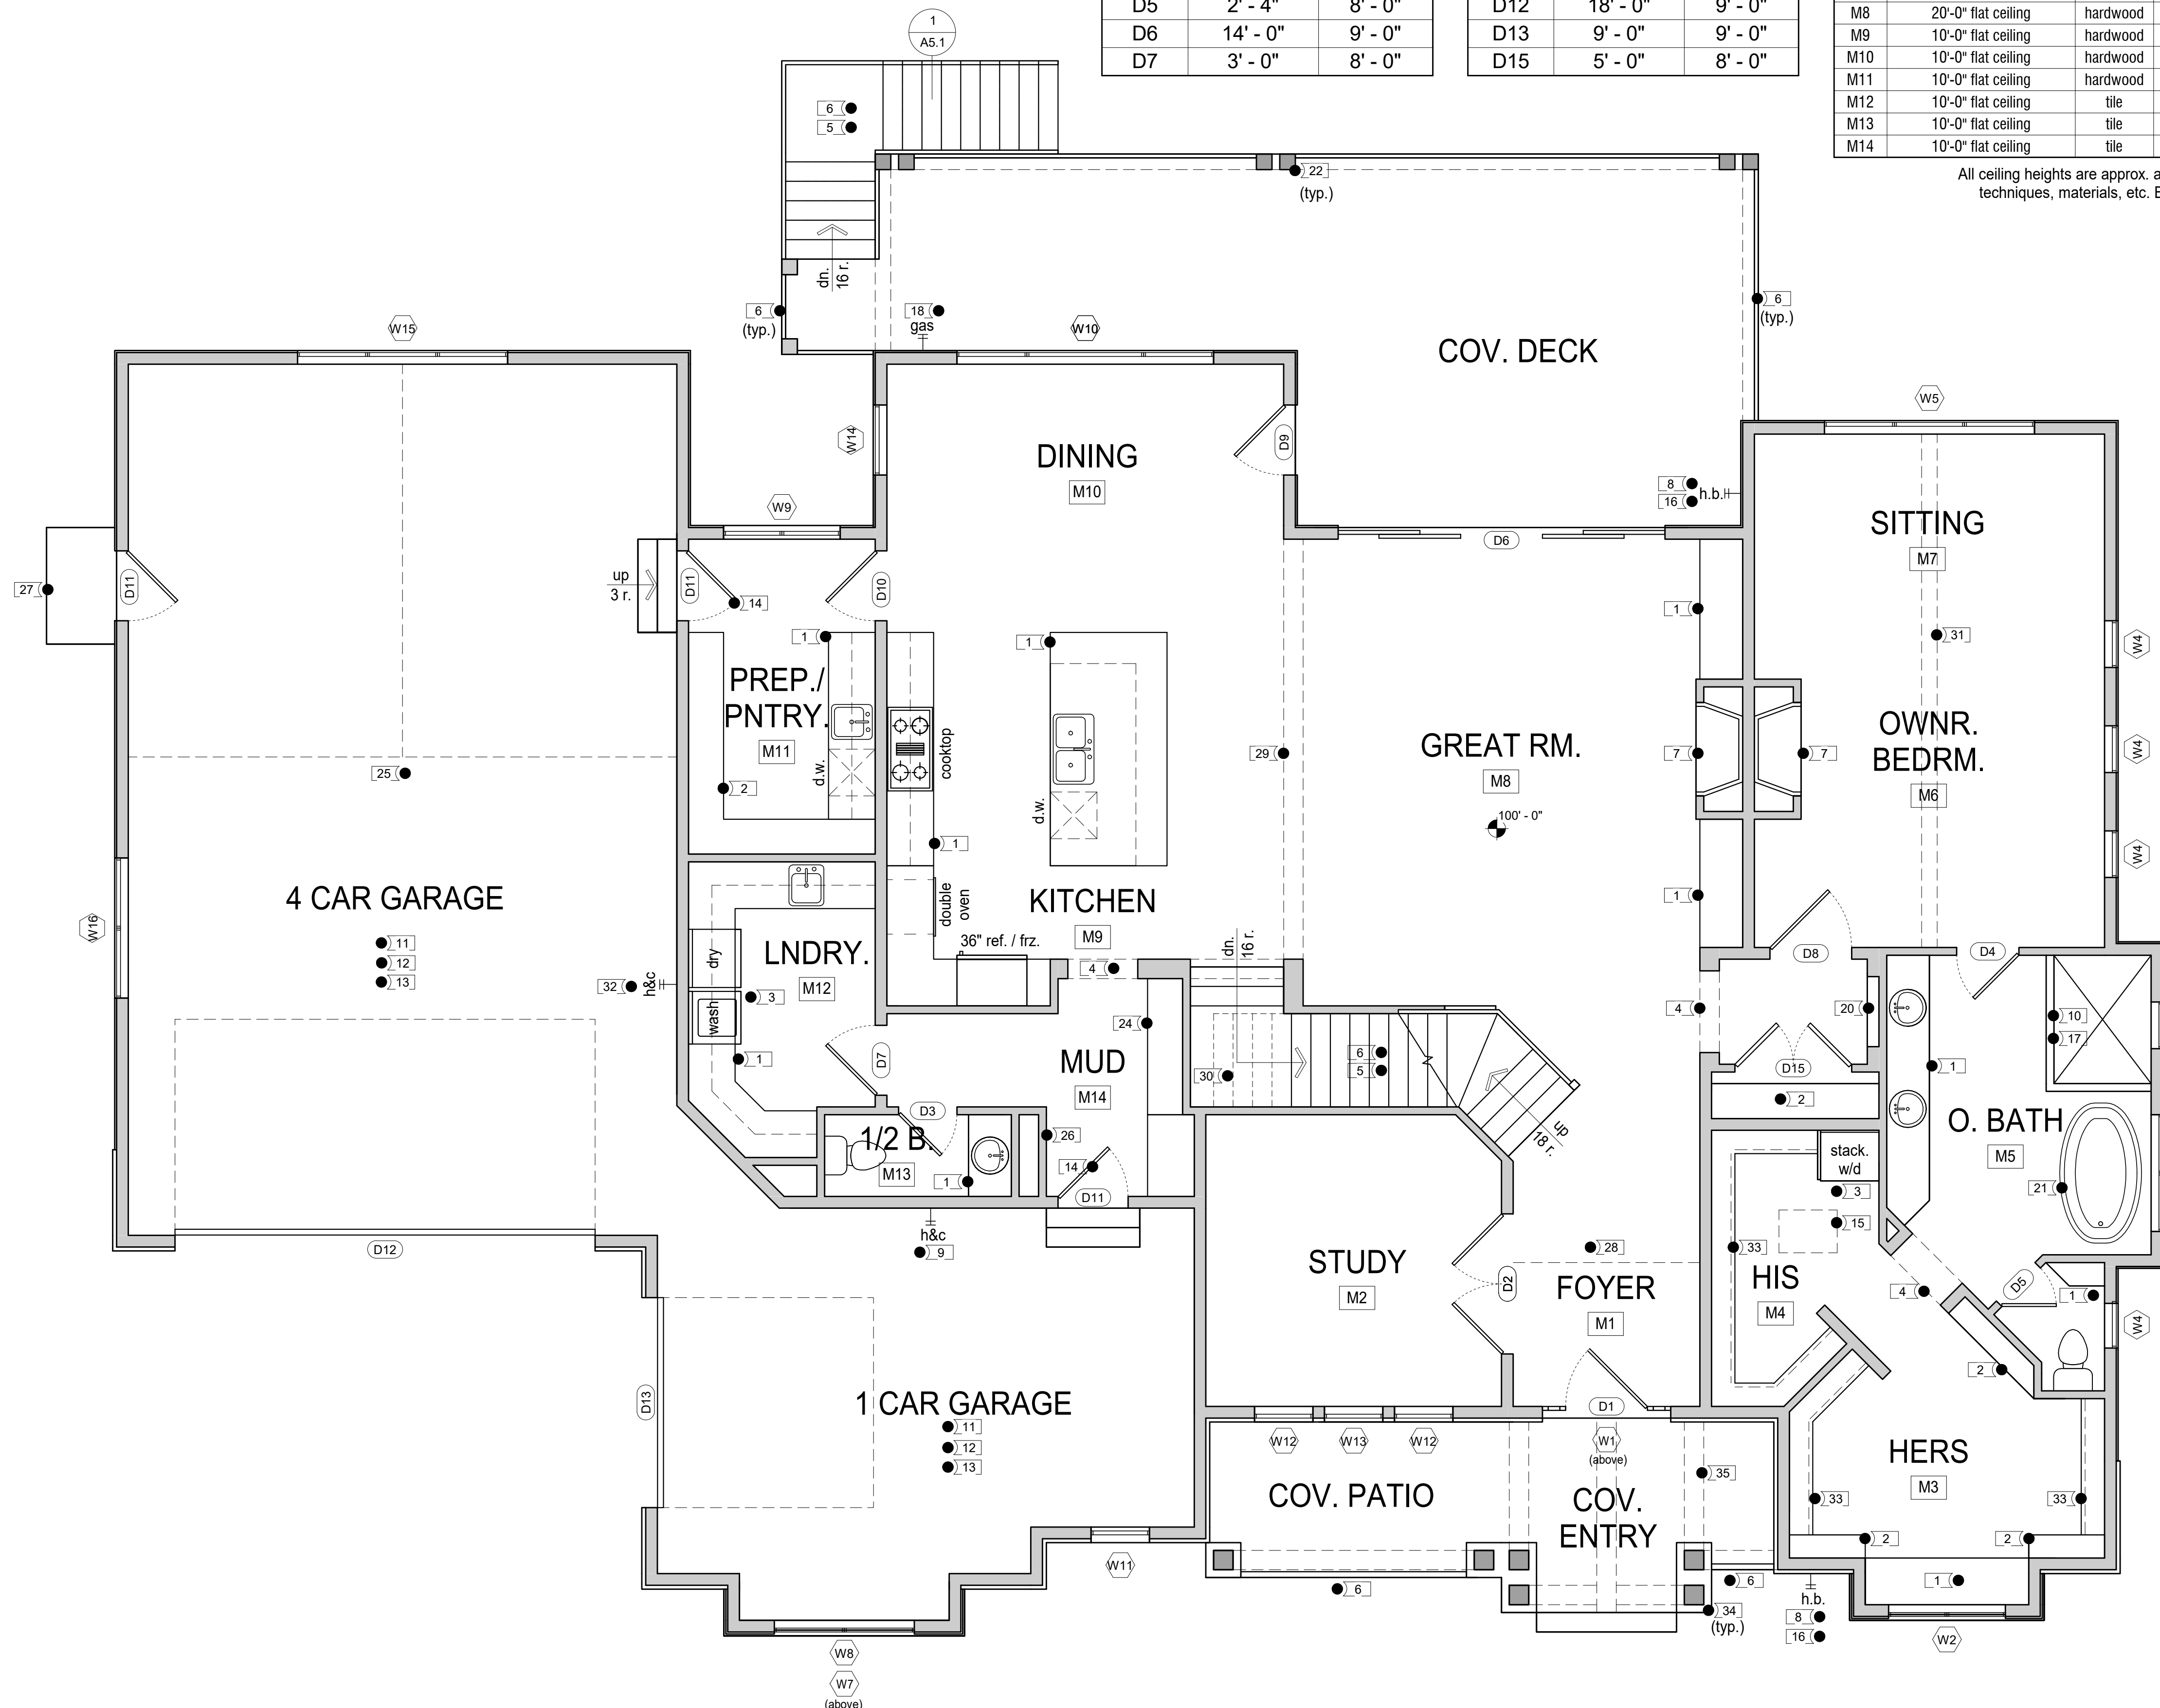 D5 2' - 4" 8' - 0"
D6 14' - 0" 9' - 0"
D7 3' - 0" 8' - 0"
D12 18' - 0" 9' - 0"
D13 9' - 0" 9' - 0"
D15 5' - 0" 8' - 0"
M8 20'-0" flat ceiling hardwood
M9 10'-0" flat ceiling hardwood
M10 10'-0" flat ceiling hardwood
M11 10'-0" flat ceiling hardwood
M12 10'-0" flat ceiling tile
M13 10'-0" flat ceiling tile
M14 10'-0" flat ceiling tile
All ceiling heights are approx. a
techniques, materials, etc. E
1
A5.1
6
5
22
(typ.)
dn.
16 r.
6
(typ.)
18
gas
6
(typ.)
W15
W10
COV. DECK
W5
W14
DINING
M10
D9
8
16
h.b.
W9
SITTING
M7
D6
27
D11
up
3 r.
D11
14
D10
1
1
1
31
W4
PREP./
PNTRY.
M11
d.w.
2
cooktop
d.w.
29
GREAT RM.
M8
100' - 0"
7
7
OWNR.
BEDRM.
M6
W4
W4
25
1
1
4 CAR GARAGE
11
12
13
W16
32
h&c
double
oven
KITCHEN
M9
36" ref. / frz.
4
dn.
16 r.
LNDRY.
M12
dry
wash
3
1
D7
D8
D4
4
20
10
17
24
MUD
M14
30
6
5
up
18 r.
D15
2
1
O. BATH
M5
21
D3
1/2 B.
M13
1
26
14
D11
stack.
w/d
3
15
33
HIS
M4
D12
h&c
9
STUDY
M2
D2
28
FOYER
M1
4
D5
1
W4
2
D13
1 CAR GARAGE
11
12
13
D1
W12
W13
W12
W1
(above)
35
HERS
M3
33
33
COV. PATIO
COV.
ENTRY
2
2
W11
6
6
1
34
(typ.)
h.b.
8
16
W2
W8
W7
(above)